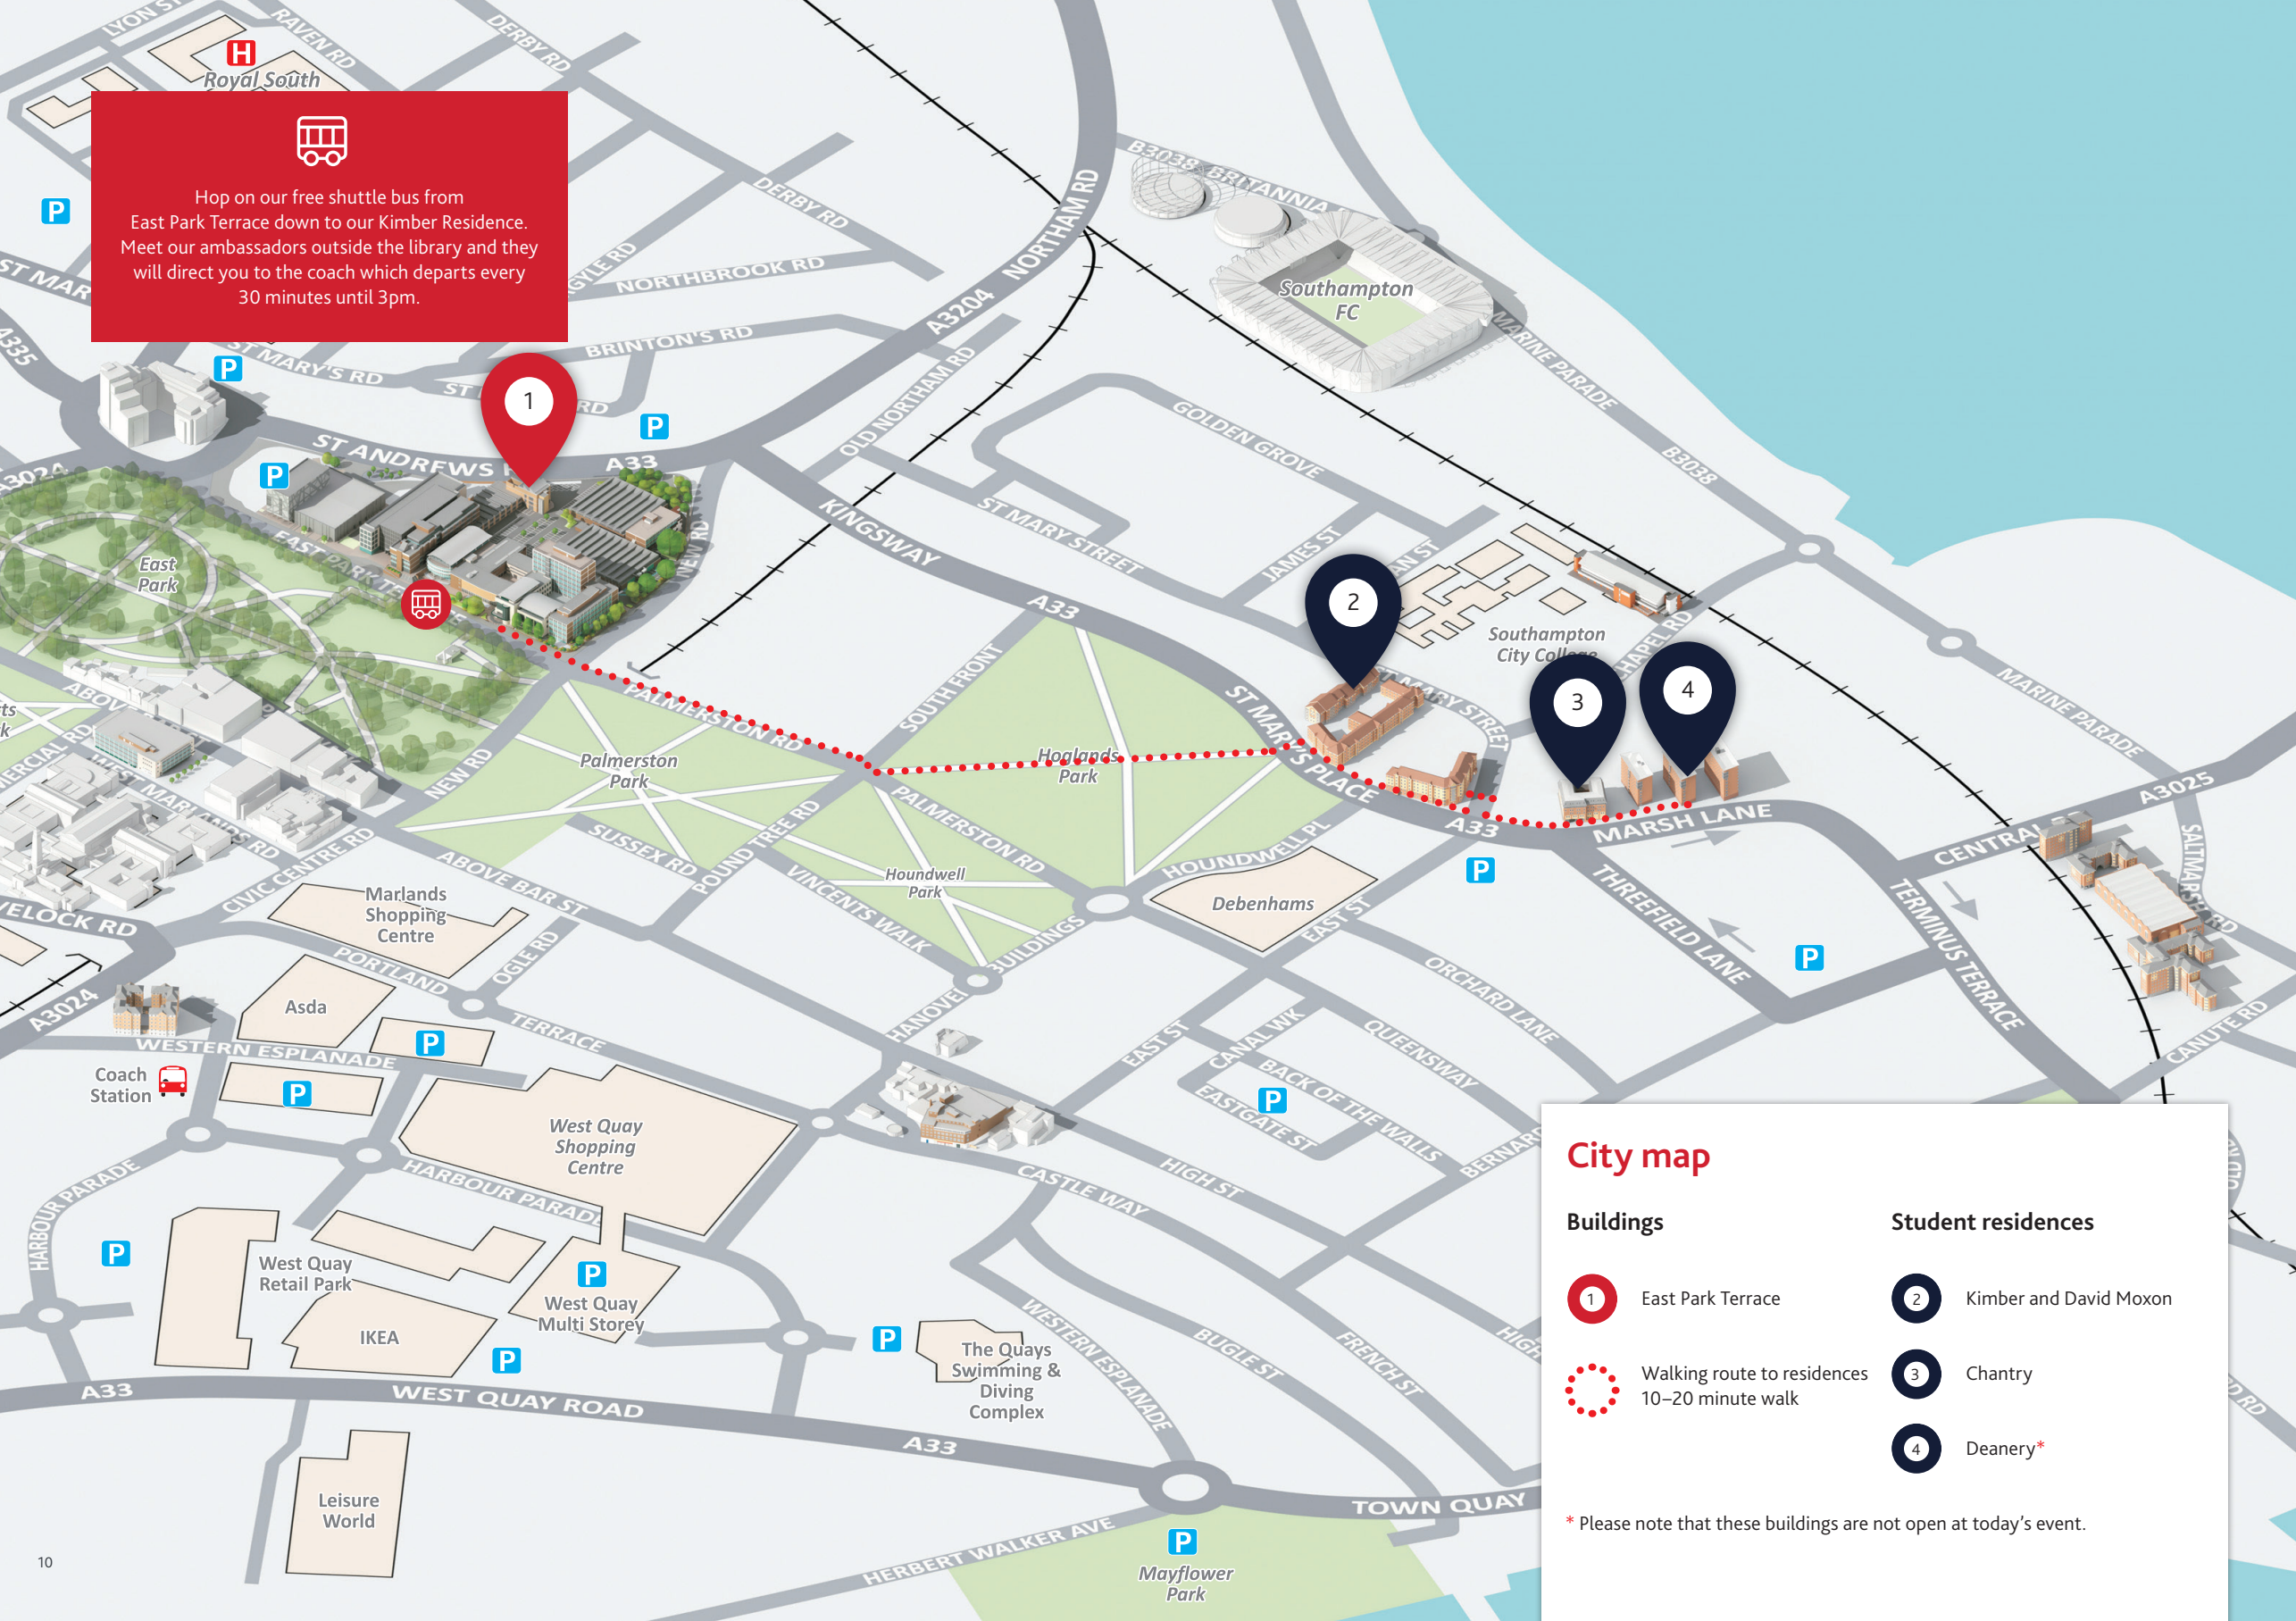 LYON ST
RAVEN RD
DERBY RD
H
Royal South
Hop on our free shuttle bus from
East Park Terrace down to our Kimber Residence.
Meet our ambassadors outside the library and they
will direct you to the coach which departs every
30 minutes until 3pm.
P
ST MAR
A335
DERBY RD
NORTHBROOK RD
BRINTON'S RD
ST MARY'S RD
P
ST
RD
1
P
A3204
NORTHAM RD
B3038
BRITANNIA
Southampton
FC
MARINE PARADE
B3038
OLD NORTHAM RD
GOLDEN GROVE
ST ANDREWS
A33
P
A3024
KINGSWAY
ST MARY STREET
JAMES ST
A33
NEW RD
EAST PARK
East
Park
2
Southampton
City College
CHAPEL RD
3
4
ST MARY STREET
MARINE PARADE
A3025
SOUTH FRONT
PALMERSTON RD
Palmerston
Park
Hoglands
Park
ST MARY'S PLACE
A33
MARSH LANE
CENTRAL
NEW RD
SUSSEX RD
POUND TREE RD
PALMERSTON RD
HOUNDWELL PL
Houndwell
Park
Debenhams
EAST ST
P
THREEFIELD LANE
TERMINUS TERRACE
P
CANUTE RD
CIVIC CENTRE RD
ABOVE BAR ST
VINCENTS WALK
BUILDINGS
HANOVER
Marlands
Shopping
Centre
PORTLAND
OGLE RD
TERRACE
Asda
P
P
A3024
WESTERN ESPLANADE
Coach
Station
ORCHARD LANE
QUEENSWAY
EAST ST
CANAL WK
BACK OF THE WALLS
EASTGATE ST
P
West Quay
Shopping
Centre
HARBOUR PARADE
HARBOUR PARADE
CASTLE WAY
HIGH ST
P
West Quay
Retail Park
P
West Quay
Multi Storey
IKEA
P
P
The Quays
Swimming &
Diving
Complex
WESTERN ESPLANADE
BUGLE ST
FRENCH ST
HIGH
A33
WEST QUAY ROAD
A33
Leisure
World
TOWN QUAY
HERBERT WALKER AVE
P
Mayflower
Park
City map
Buildings
1 East Park Terrace
Walking route to residences
10–20 minute walk
Student residences
2 Kimber and David Moxon
3 Chantry
4 Deanery*
* Please note that these buildings are not open at today's event.
10